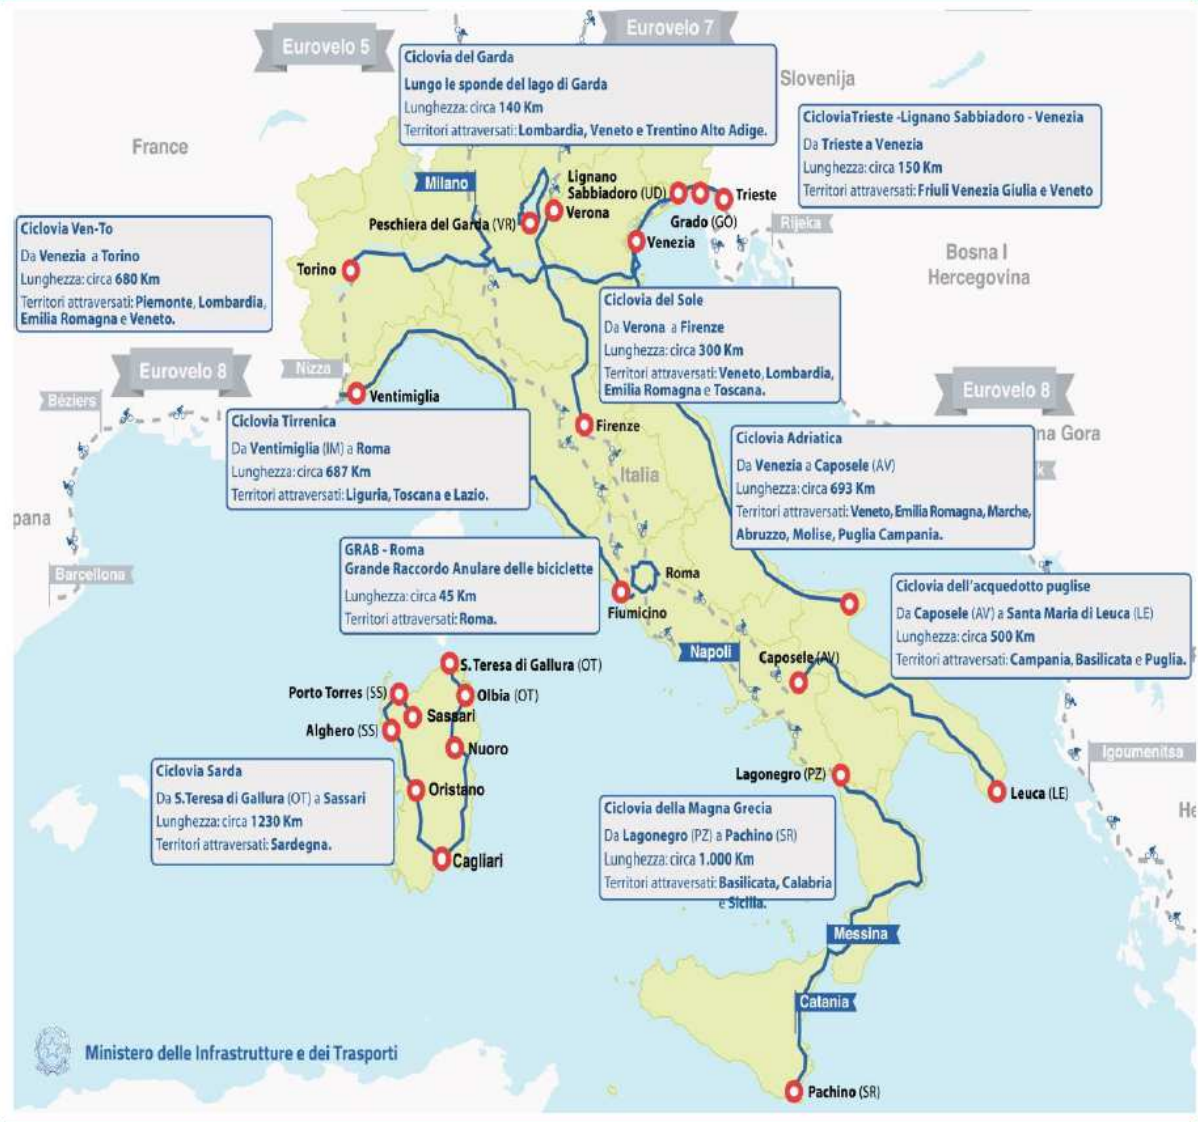 Eurovelo 5
Eurovelo 7
Ciclovia del Garda
Lungo le sponde del lago di Garda
Lunghezza: circa 140 Km
Territori attraversati: Lombardia, Veneto e Trentino Alto Adige.
Slovenija
CicloviaTrieste -Lignano Sabbiadoro - Venezia
Da Trieste a Venezia
Lunghezza: circa 150 Km
Territori attraversati: Friuli Venezia Giulia e Veneto
France
Milano
Lignano
Sabbiadoro (UD)
Trieste
Verona
Grado (GO)
Peschiera del Garda (VR)
Venezia
Rijeka
Bosna I
Hercegovina
Ciclovia Ven-To
Da Venezia a Torino
Lunghezza: circa 680 Km
Territori attraversati: Piemonte, Lombardia,
Emilia Romagna e Veneto.
Torino
Ciclovia del Sole
Da Verona a Firenze
Lunghezza: circa 300 Km
Territori attraversati: Veneto, Lombardia,
Emilia Romagna e Toscana.
Eurovelo 8
Nizza
Béziers
Ventimiglia
Eurovelo 8
Ciclovia Tirrenica
Da Ventimiglia (IM) a Roma
Lunghezza: circa 687 Km
Territori attraversati: Liguria, Toscana e Lazio.
Firenze
Italia
Ciclovia Adriatica
Da Venezia a Caposele (AV)
Lunghezza: circa 693 Km
Territori attraversati: Veneto, Emilia Romagna, Marche,
Abruzzo, Molise, Puglia Campania.
na Gora
k
pana
Barcellona
GRAB - Roma
Grande Raccordo Anulare delle biciclette
Lunghezza: circa 45 Km
Territori attraversati: Roma.
Roma
Fiumicino
Ciclovia dell'acquedotto puglise
Da Caposele (AV) a Santa Maria di Leuca (LE)
Lunghezza: circa 500 Km
Territori attraversati: Campania, Basilicata e Puglia.
Napoli
Caposele (AV)
S.Teresa di Gallura (OT)
Porto Torres (SS)
Olbia (OT)
Sassari
Alghero (SS)
Nuoro
Oristano
Cagliari
Ciclovia Sarda
Da S.Teresa di Gallura (OT) a Sassari
Lunghezza: circa 1230 Km
Territori attraversati: Sardegna.
Lagonegro (PZ)
Leuca (LE)
Igoumenitsa
He
Ciclovia della Magna Grecia
Da Lagonegro (PZ) a Pachino (SR)
Lunghezza: circa 1.000 Km
Territori attraversati: Basilicata, Calabria
e Sicilia.
Messina
Catania
Pachino (SR)
Ministero delle Infrastrutture e dei Trasporti